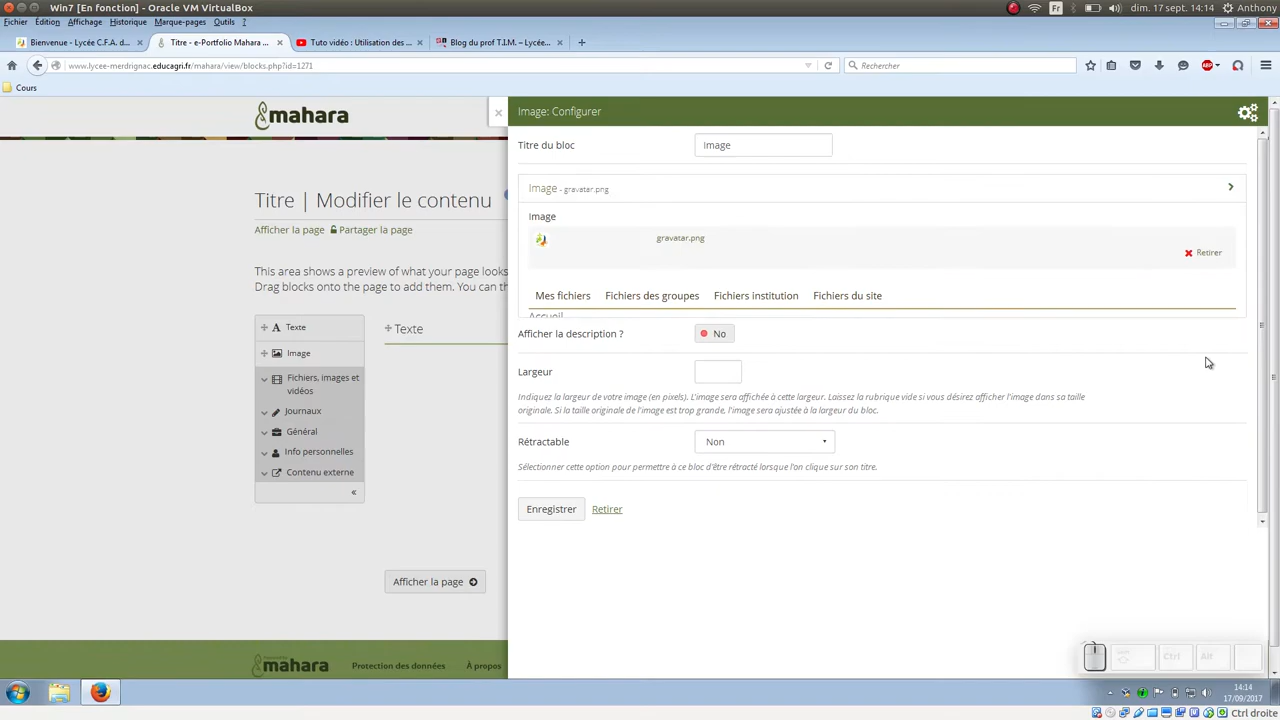 Win7 [En fonction] - Oracle VM VirtualBox
Fr
dim. 17 sept. 14:14
Anthony
Fichier Édition Affichage Historique Marque-pages Outils ?
Bienvenue - Lycée C.F.A. d...
Titre - e-Portfolio Mahara ...
Tuto vidéo : Utilisation des ...
Blog du prof T.I.M. – Lycée...
www.lycee-merdrignac.educagri.fr/mahara/view/blocks.php?id=1271
Rechercher
ABP
Cours
mahara
Image: Configurer
Titre du bloc
Image
Image - gravatar.png
Titre | Modifier le contenu
Image
Afficher la page
Partager la page
gravatar.png
Retirer
This area shows a preview of what your page looks
Drag blocks onto the page to add them. You can th
Mes fichiers
Fichiers des groupes
Fichiers institution
Fichiers du site
Accueil
Texte
Texte
Afficher la description ?
No
Image
Largeur
Fichiers, images et
vidéos
Indiquez la largeur de votre image (en pixels). L'image sera affichée à cette largeur. Laissez la rubrique vide si vous désirez afficher l'image dans sa taille
originale. Si la taille originale de l'image est trop grande, l'image sera ajustée à la largeur du bloc.
Journaux
Général
Rétractable
Non
Info personnelles
Sélectionner cette option pour permettre à ce bloc d'être rétracté lorsque l'on clique sur son titre.
Contenu externe
«
Enregistrer
Retirer
Afficher la page
mahara
Protection des données
À propos
Ctrl
Alt
14:14
17/09/2017
Ctrl droite